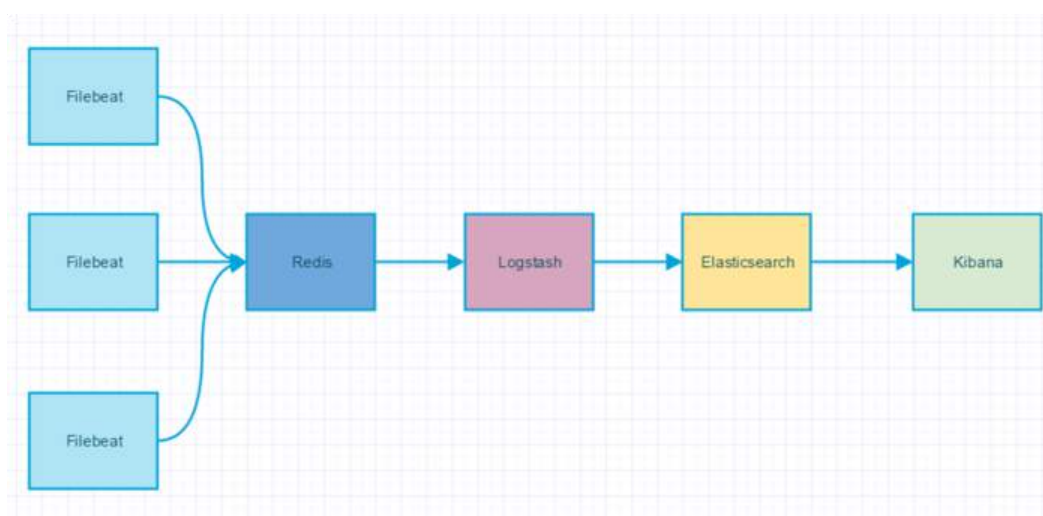 Filebeat
Filebeat
Redis
Logstash
Elasticsearch
Kibana
Filebeat